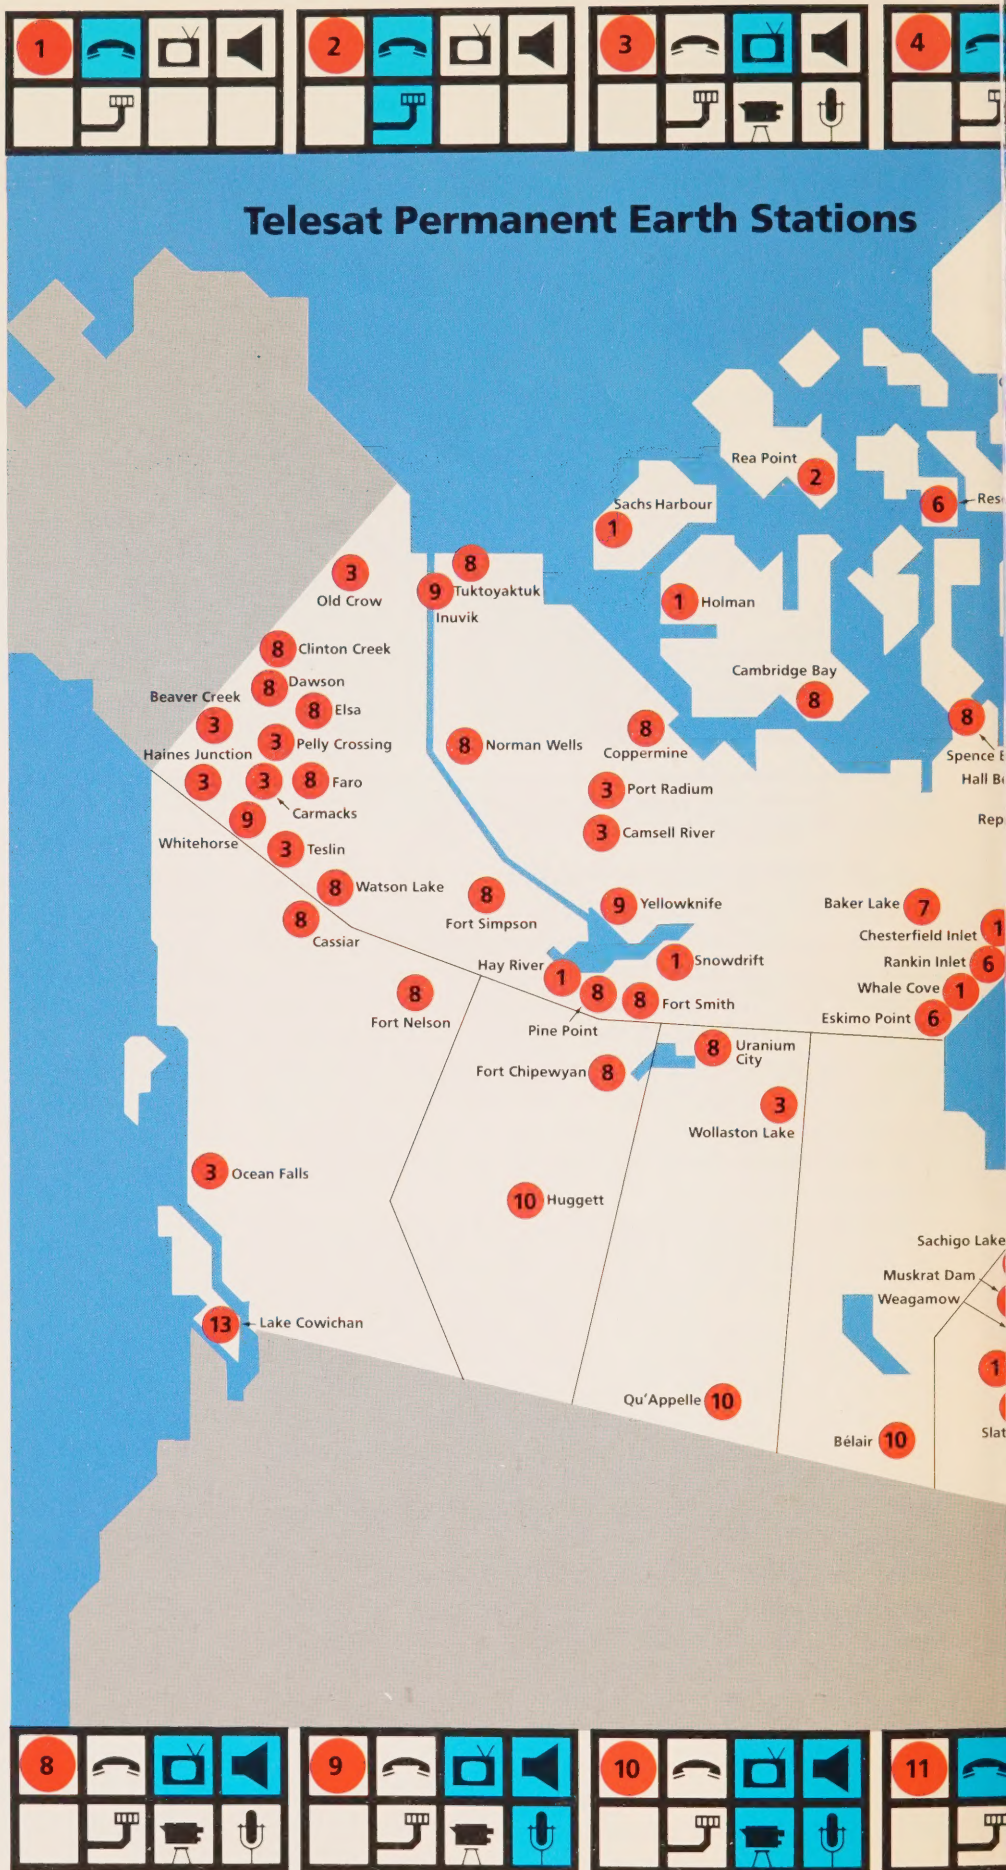 1
2
3
4
Telesat Permanent Earth Stations
Rea Point
2
Sachs Harbour
1
6
3
Old Crow
8
Tuktoyaktuk
9
Inuvik
1
Holman
8
Clinton Creek
8
Dawson
Beaver Creek
3
8
Elsa
Cambridge Bay
8
3
Pelly Crossing
Haines Junction
3
3
Carmacks
8
Faro
8
Norman Wells
8
Coppermine
8
Spence
Hall
3
Port Radium
9
Whitehorse
3
Teslin
3
Camsell River
Rep
8
Watson Lake
8
Cassiar
8
Fort Simpson
9
Yellowknife
Baker Lake
7
Chesterfield Inlet
1
Hay River
1
1
Snowdrift
Rankin Inlet
6
Whale Cove
1
8
Fort Nelson
8
Pine Point
8
Fort Smith
Eskimo Point
6
Fort Chipewyan
8
8
Uranium
City
3
Wollaston Lake
3
Ocean Falls
10
Huggett
Sachigo Lake
Muskrat Dam
Weagamow
13
Lake Cowichan
1
Qu'Appelle
10
Bélair
10
Slat
8
9
10
11